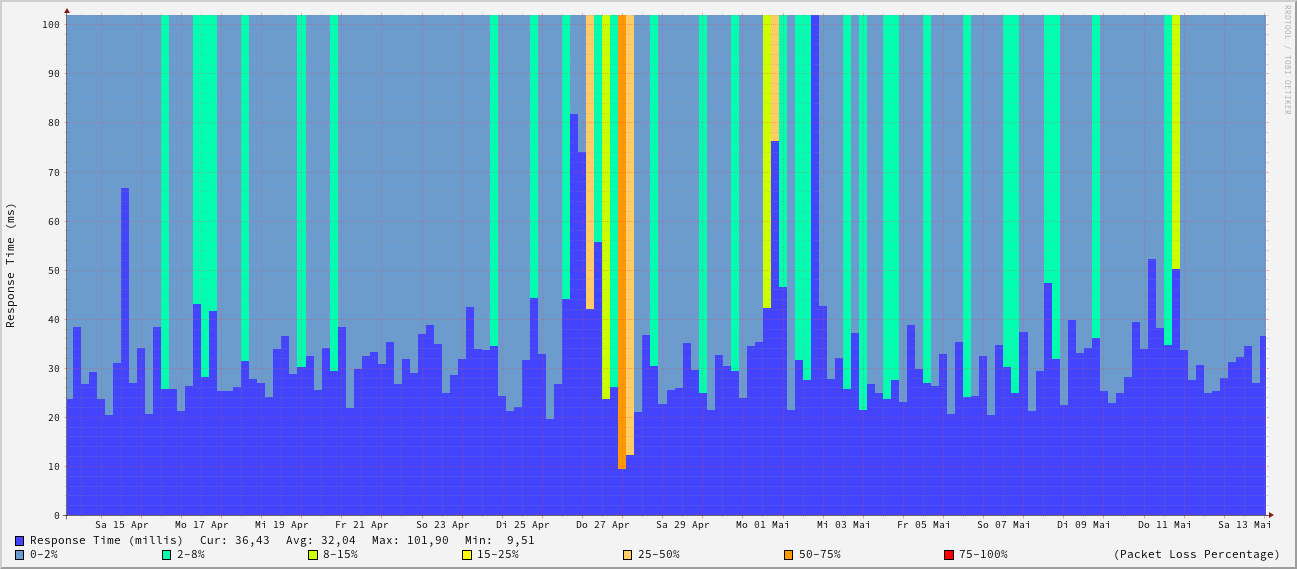 RRDTOOL / TOBI OETIKER
Response Time (ms)
100
90
80
70
60
50
40
30
20
10
0
Sa 15 Apr Mo 17 Apr Mi 19 Apr Fr 21 Apr So 23 Apr Di 25 Apr Do 27 Apr Sa 29 Apr Mo 01 Mai Mi 03 Mai Fr 05 Mai So 07 Mai Di 09 Mai Do 11 Mai Sa 13 Mai
Response Time (millis) Cur: 36,43 Avg: 32,04 Max: 101,90 Min: 9,51
0-2% 2-8% 8-15% 15-25% 25-50% 50-75% 75-100% (Packet Loss Percentage)